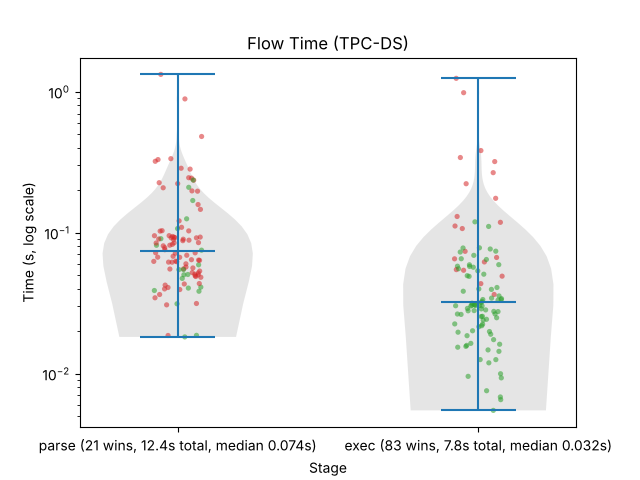 Flow Time (TPC-DS)
Time (s, log scale)
10⁰
10⁻¹
10⁻²
parse (21 wins, 12.4s total, median 0.074s)
exec (83 wins, 7.8s total, median 0.032s)
Stage